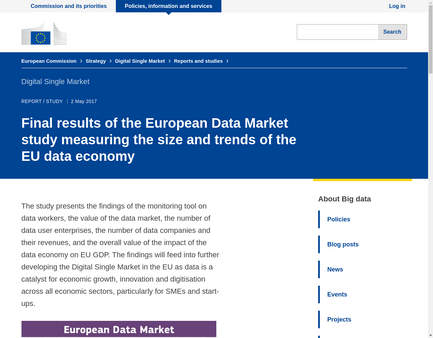 Commission and its priorities
Policies, information and services
Log in
Search
European Commission > Strategy > Digital Single Market > Reports and studies >
Digital Single Market
REPORT / STUDY | 2 May 2017
Final results of the European Data Market
study measuring the size and trends of the
EU data economy
The study presents the findings of the monitoring tool on
data workers, the value of the data market, the number of
data user enterprises, the number of data companies and
their revenues, and the overall value of the impact of the
data economy on EU GDP. The findings will feed into further
developing the Digital Single Market in the EU as data is a
catalyst for economic growth, innovation and digitisation
across all economic sectors, particularly for SMEs and start-
ups.
European Data Market
About Big data
Policies
Blog posts
News
Events
Projects